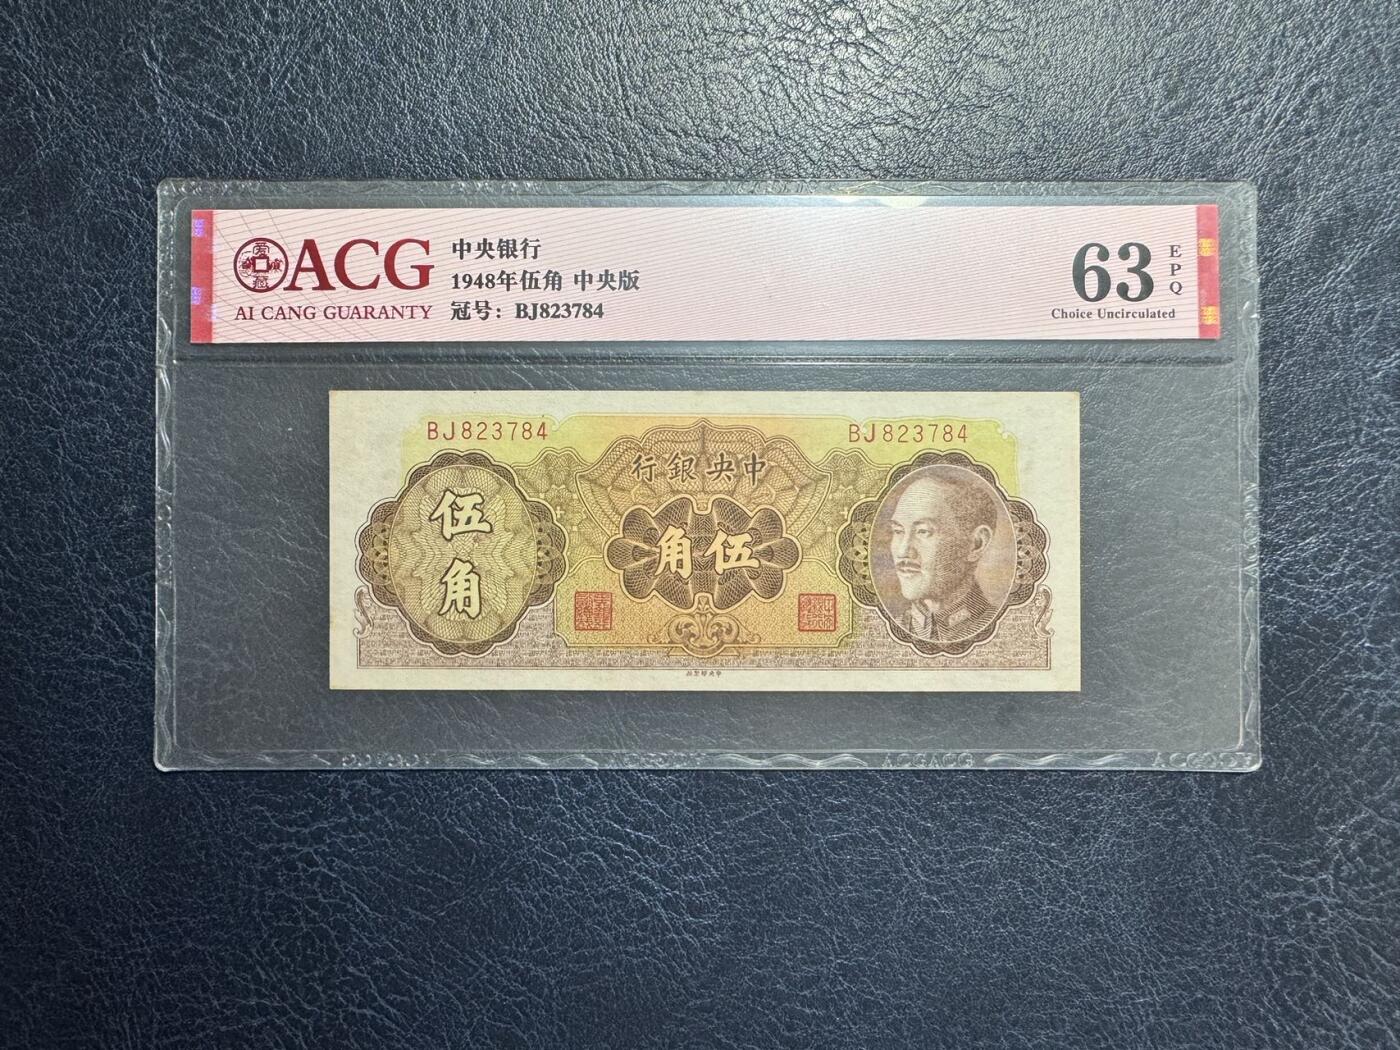 ACG
AI CANG GUARANTY
中央银行
1948年伍角 中央版
冠号：BJ823784
63
EPQ
Choice Uncirculated
BJ823784
BJ823784
行銀央中
伍角
角伍
ACGACG